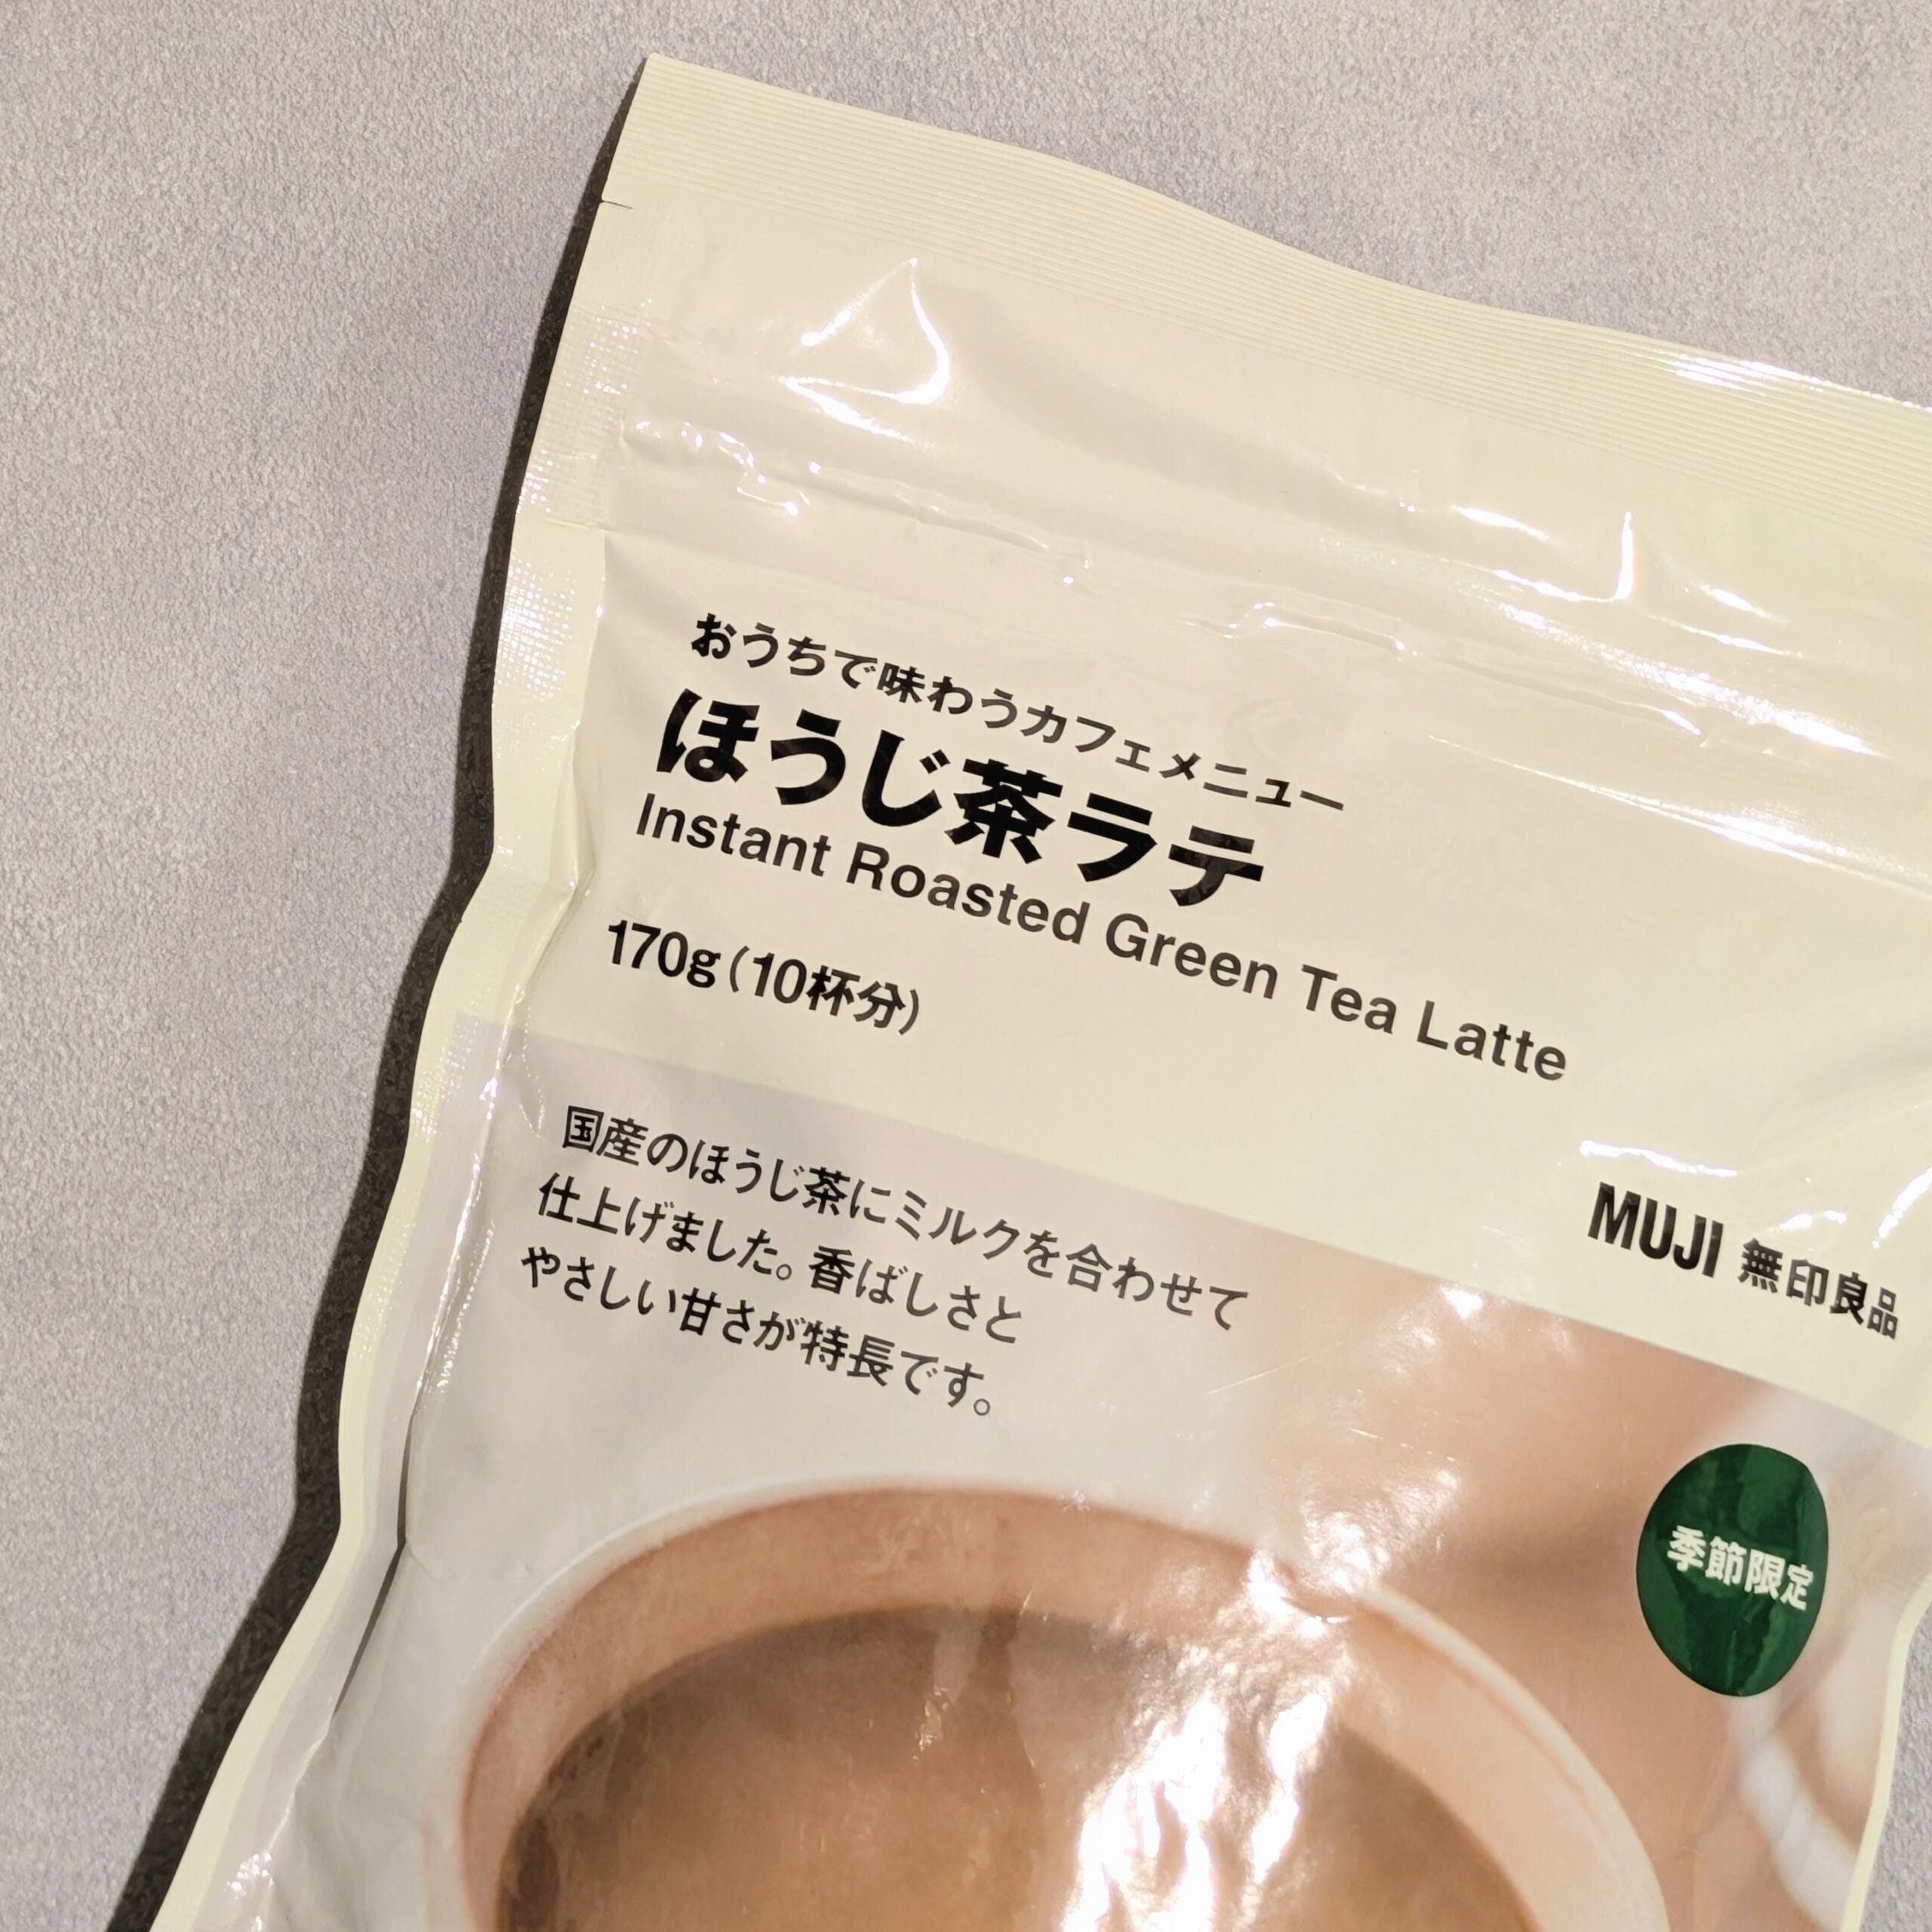 おうちで味わうカフェメニュー
ほうじ茶ラテ
Instant Roasted Green Tea Latte
170g（10杯分）
国産のほうじ茶にミルクを合わせて
仕上げました。香ばしさと
やさしい甘さが特長です。
MUJI 無印良品
季節限定